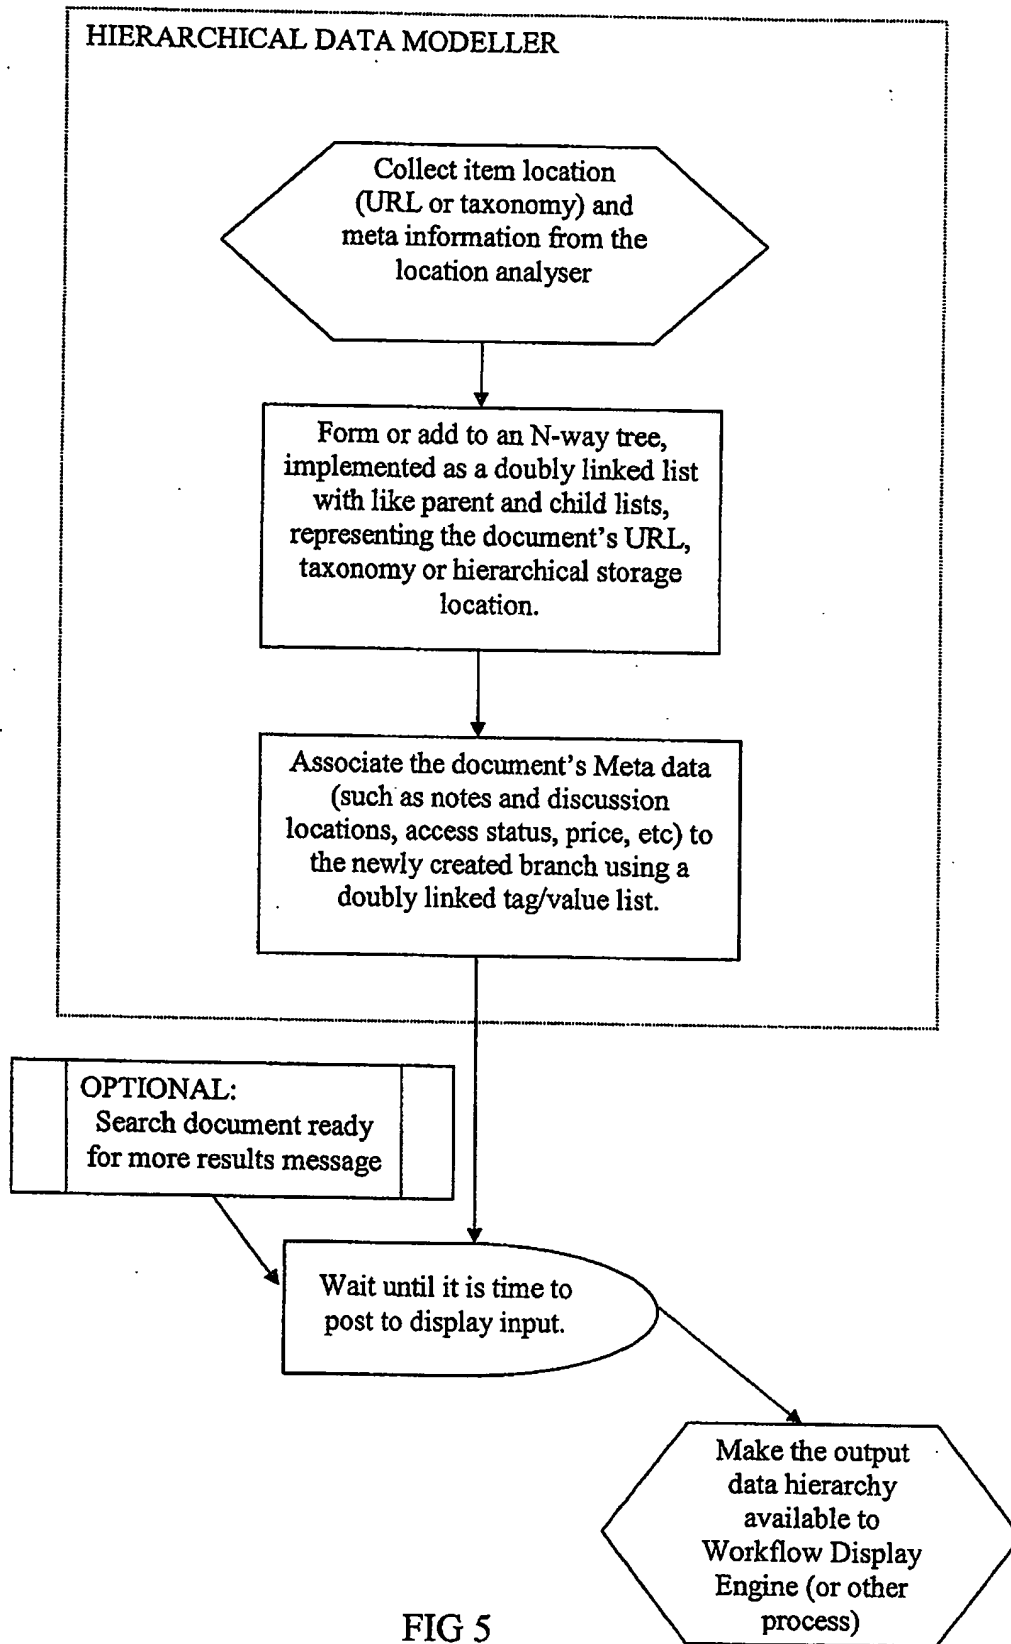 HIERARCHICAL DATA MODELLER
Collect item location
(URL or taxonomy) and
meta information from the
location analyser
Form or add to an N-way tree,
implemented as a doubly linked list
with like parent and child lists,
representing the document's URL,
taxonomy or hierarchical storage
location.
Associate the document's Meta data
(such as notes and discussion
locations, access status, price, etc) to
the newly created branch using a
doubly linked tag/value list.
OPTIONAL:
Search document ready
for more results message
Wait until it is time to
post to display input.
Make the output
data hierarchy
available to
Workflow Display
Engine (or other
process)
FIG 5